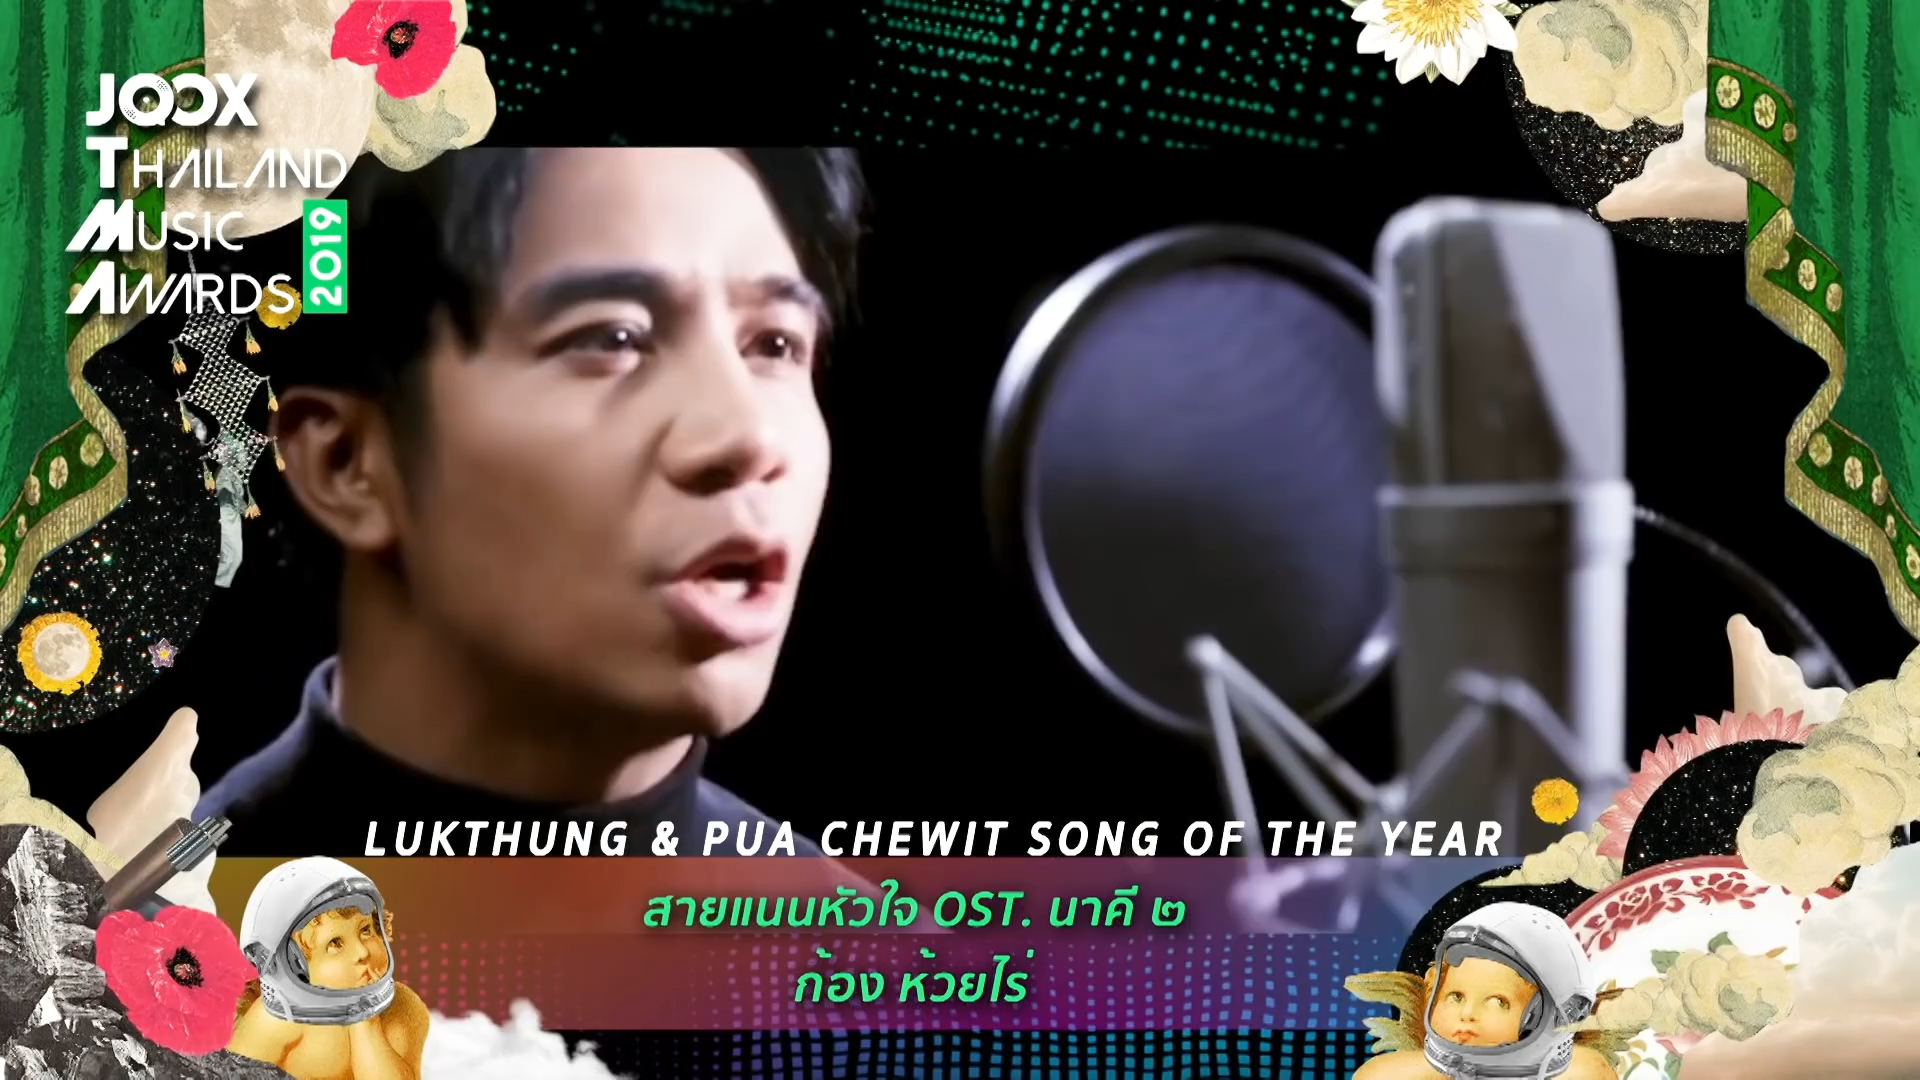 JOOX
THAILAND
MUSIC
AWARDS 2019
LUKTHUNG & PUA CHEWIT SONG OF THE YEAR
สายแนนหัวใจ OST. นาคี ๒
ก้อง ห้วยไร่